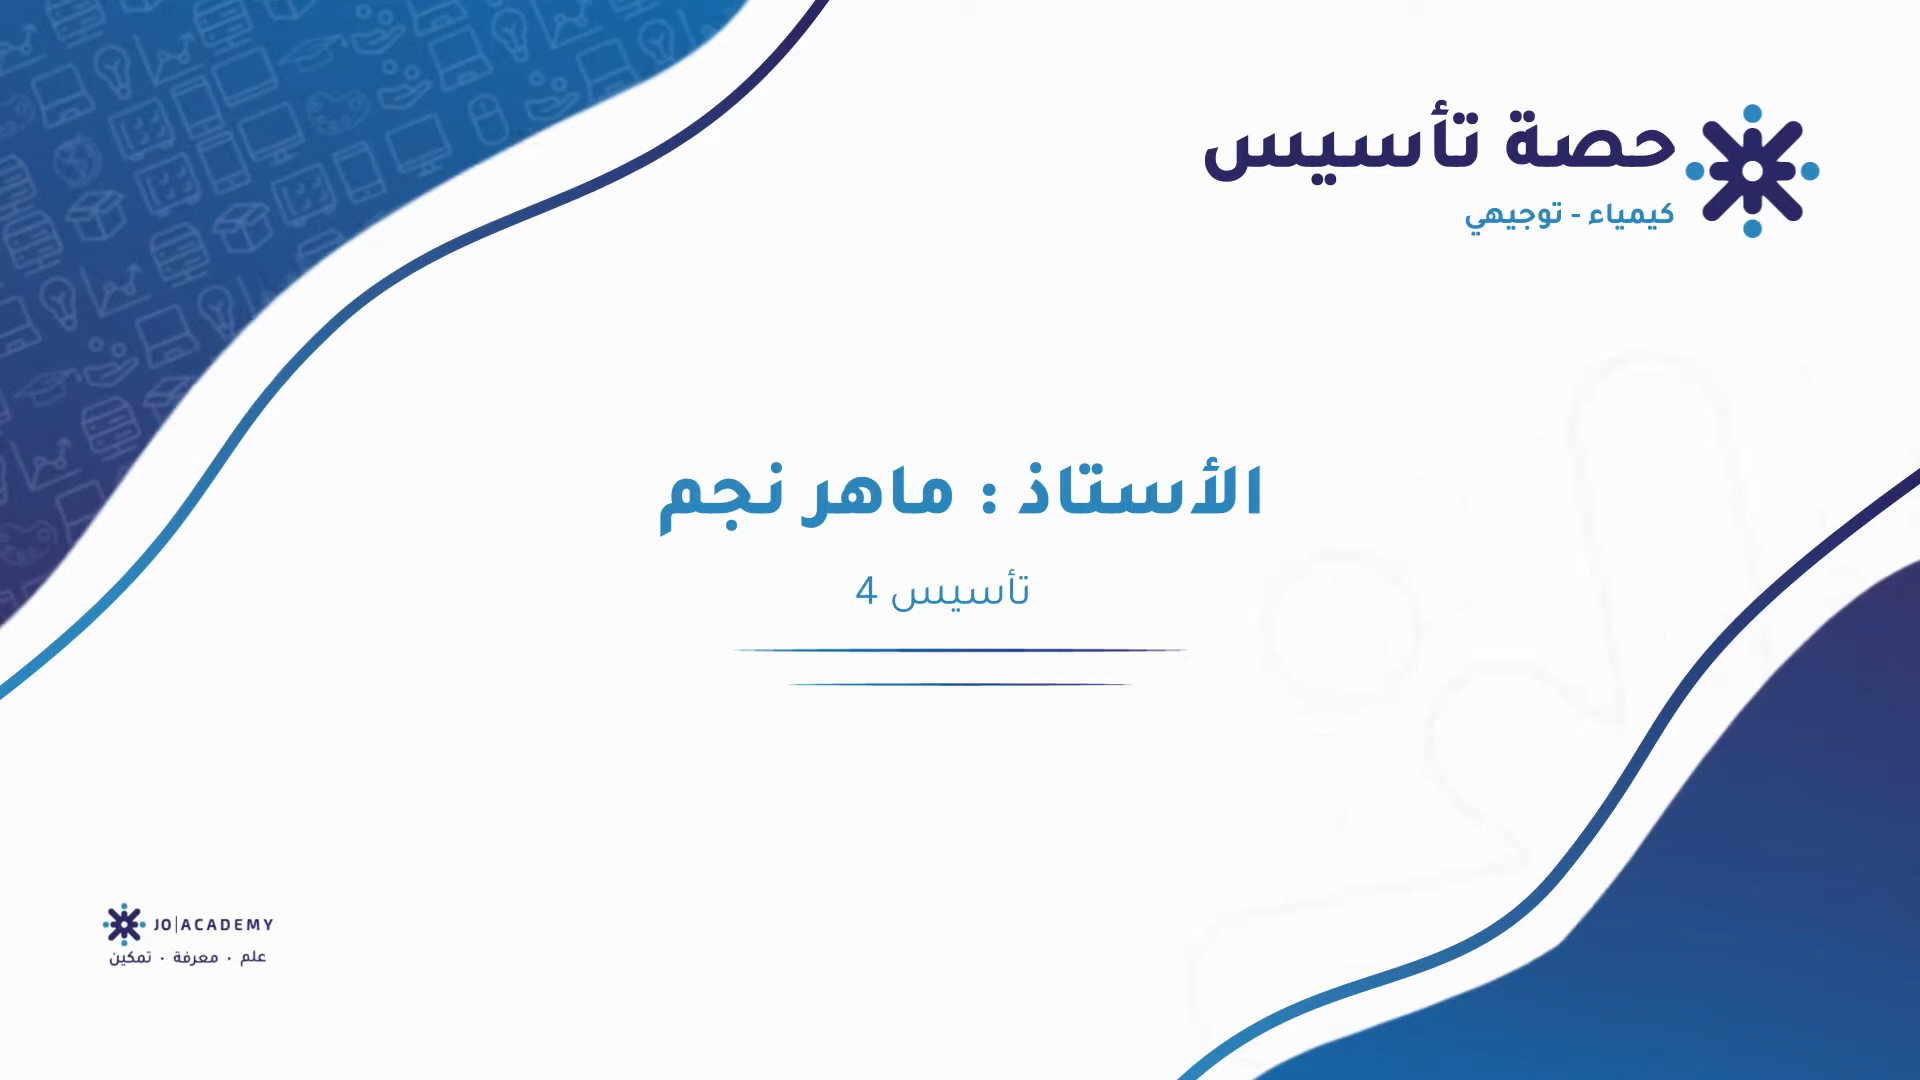 حصة تأسيس
كيمياء - توجيهي
الأستاذ : ماهر نجم
تأسيس 4
JO|ACADEMY
علم · معرفة · تمكين